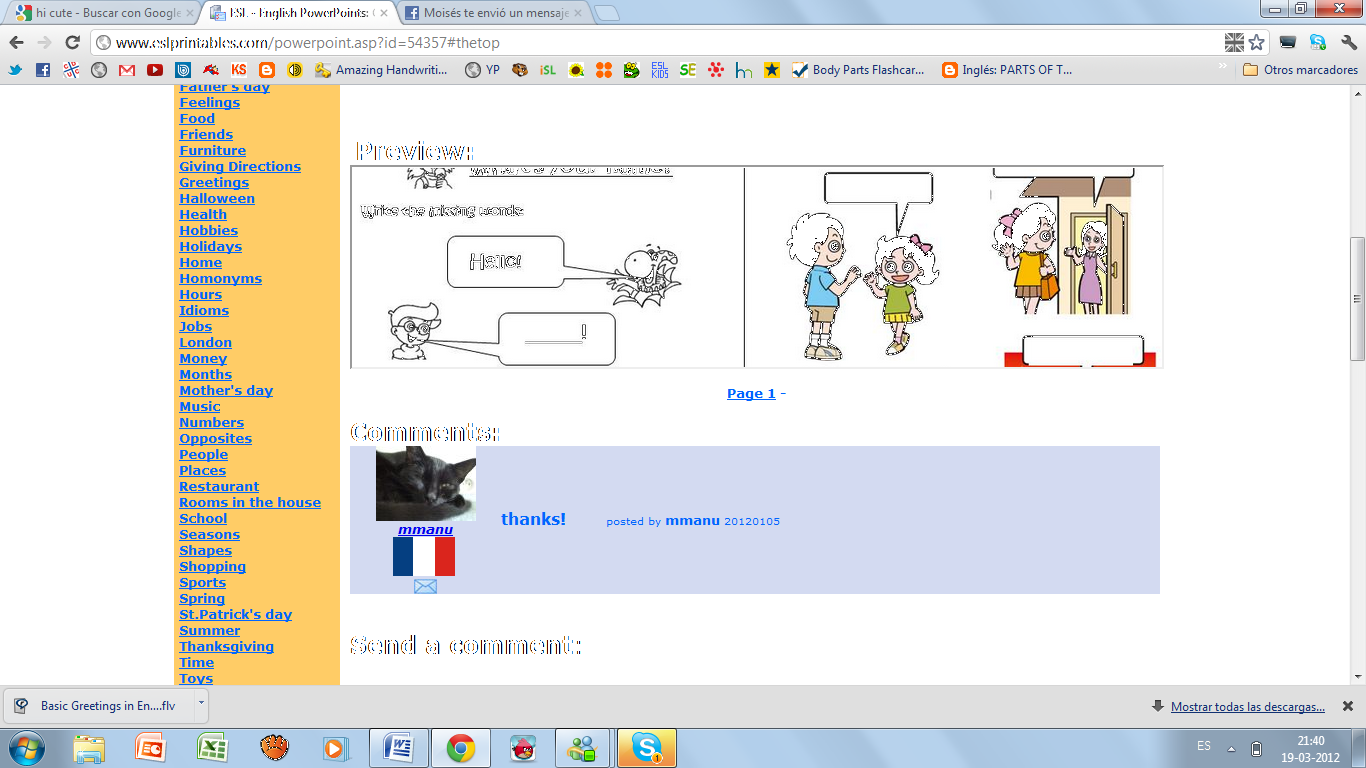 hi cute - Buscar con Google
ESL - English PowerPoints:
Moisés te envió un mensaje
www.eslprintables.com/powerpoint.asp?id=54357#thetop
KS
Amazing Handwriti...
YP
iSL
ESL KIDS
SE
Body Parts Flashcar...
Inglés: PARTS OF T...
»
Otros marcadores
Father's day
Feelings
Food
Friends
Furniture
Giving Directions
Greetings
Halloween
Health
Hobbies
Holidays
Home
Homonyms
Hours
Idioms
Jobs
London
Money
Months
Mother's day
Music
Numbers
Opposites
People
Places
Restaurant
Rooms in the house
School
Seasons
Shapes
Shopping
Sports
Spring
St.Patrick's day
Summer
Thanksgiving
Time
Toys
Preview:
Write the missing words:
Hello!
________!
Page 1 -
Comments:
mmanu
thanks!
posted by mmanu 20120105
Send a comment:
Basic Greetings in En....flv
Mostrar todas las descargas...
1
ES
21:40
19-03-2012